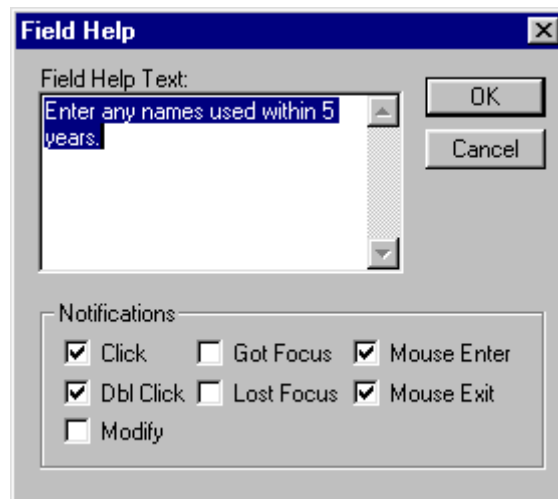 Field Help
Field Help Text:
Enter any names used within 5
years.
OK
Cancel
Notifications
Click Got Focus Mouse Enter
Dbl Click Lost Focus Mouse Exit
Modify